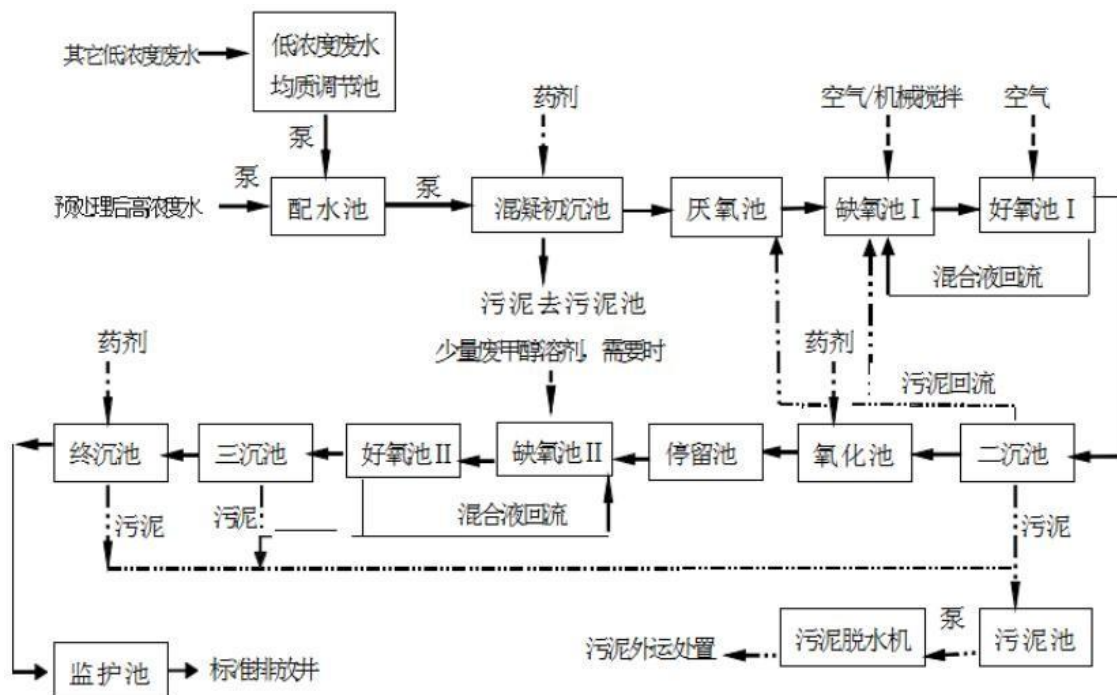 其它低浓度废水
低浓度废水
均质调节池
药剂
空气/机械搅拌
空气
泵
泵
预处理后高浓度水
配水池
泵
混凝初沉池
厌氧池
缺氧池Ⅰ
好氧池Ⅰ
混合液回流
污泥去污泥池
少量废甲醇溶剂，需要时
药剂
药剂
污泥回流
终沉池
三沉池
好氧池Ⅱ
缺氧池Ⅱ
停留池
氧化池
二沉池
污泥
污泥
混合液回流
污泥
监护池
标准排放井
污泥外运处置
污泥脱水机
泵
污泥池